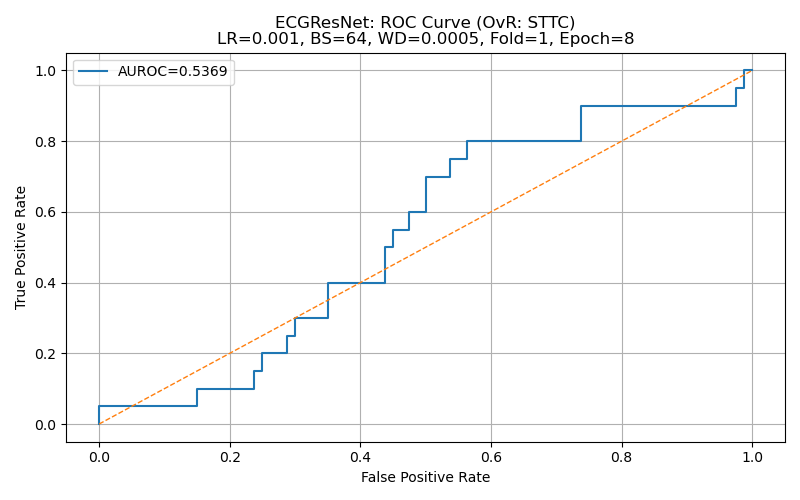 ECGResNet: ROC Curve (OvR: STTC)
LR=0.001, BS=64, WD=0.0005, Fold=1, Epoch=8
AUROC=0.5369
True Positive Rate
1.0
0.8
0.6
0.4
0.2
0.0
0.0 0.2 0.4 0.6 0.8 1.0
False Positive Rate